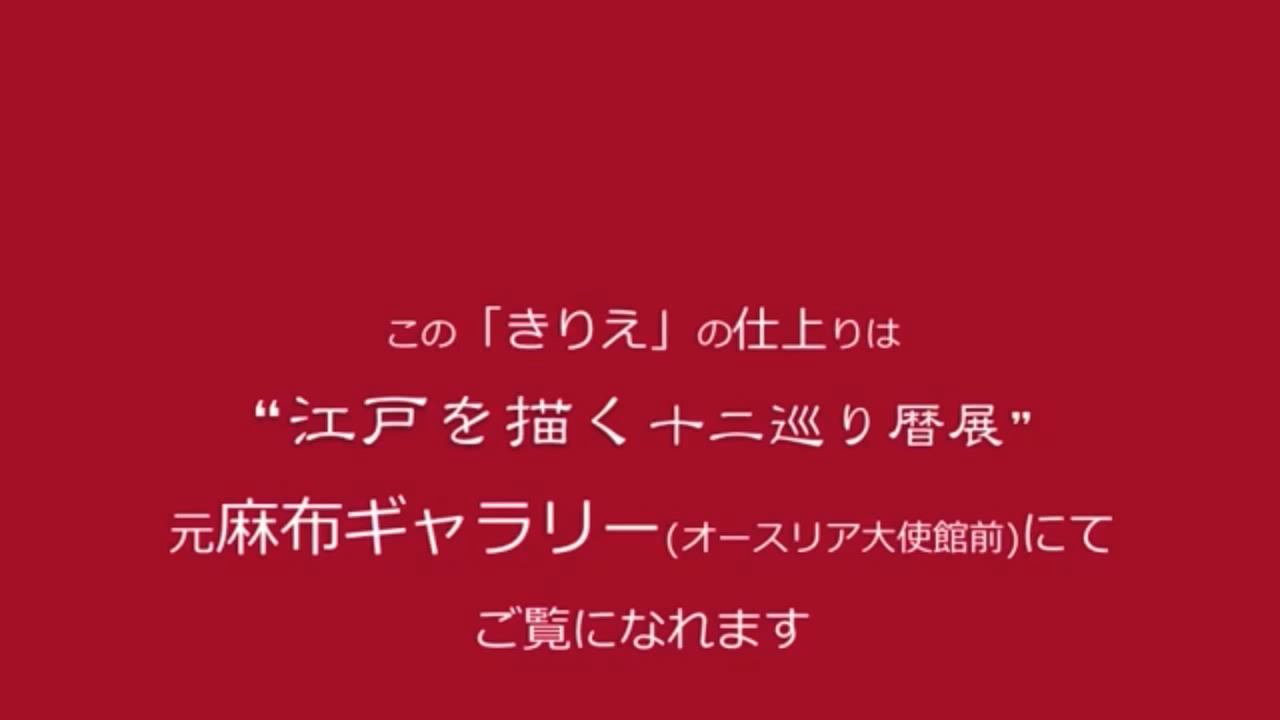 この「きりえ」の仕上りは
“江戸を描く十二巡り暦展”
元麻布ギャラリー(オースリア大使館前)にて
ご覧になれます